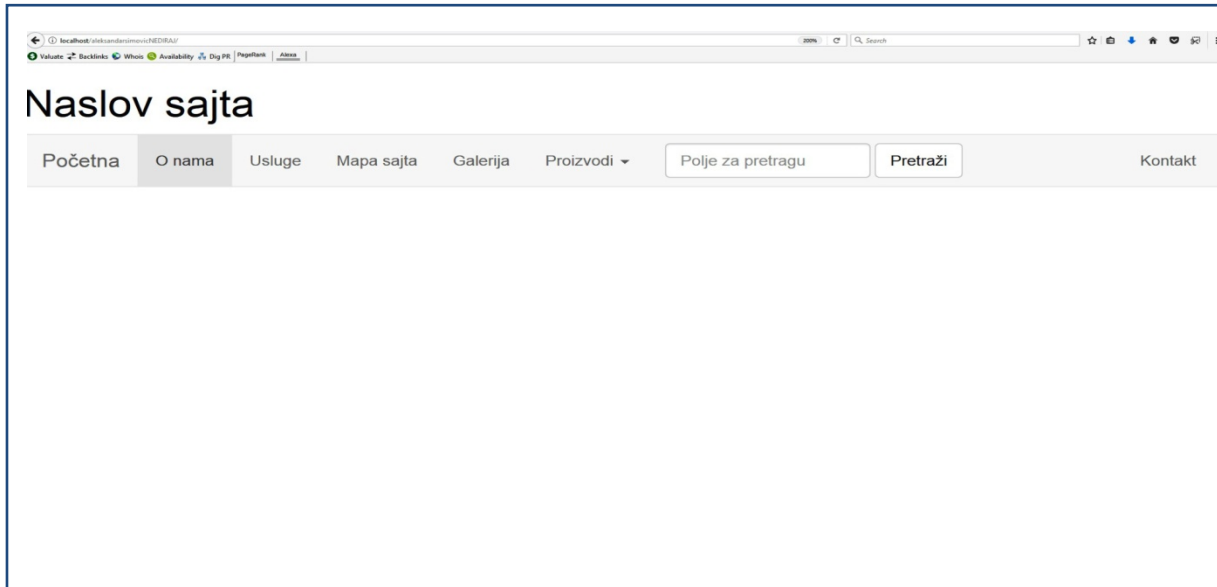 localhost/aleksandarsimovicNEDIRAJ/ 200% Search
Valuate Backlinks Whois Availability Dig PR PageRank Alexa
Naslov sajta
Početna O nama Usluge Mapa sajta Galerija Proizvodi Polje za pretragu Pretraži Kontakt